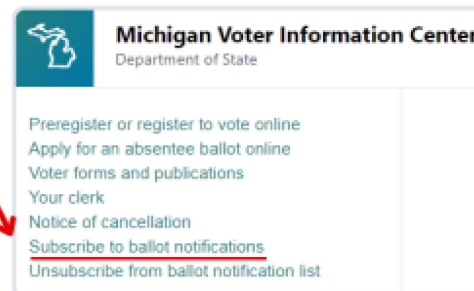 Michigan Voter Information Center
Department of State
Preregister or register to vote online
Apply for an absentee ballot online
Voter forms and publications
Your clerk
Notice of cancellation
Subscribe to ballot notifications
Unsubscribe from ballot notification list